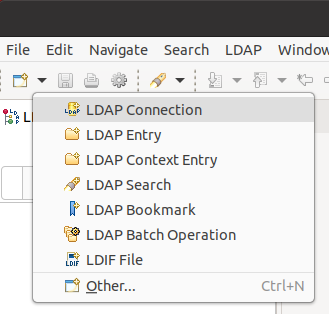 File Edit Navigate Search LDAP Window
LDAP Connection
LDAP Entry
LDAP Context Entry
LDAP Search
LDAP Bookmark
LDAP Batch Operation
LDIF File
Other... Ctrl+N